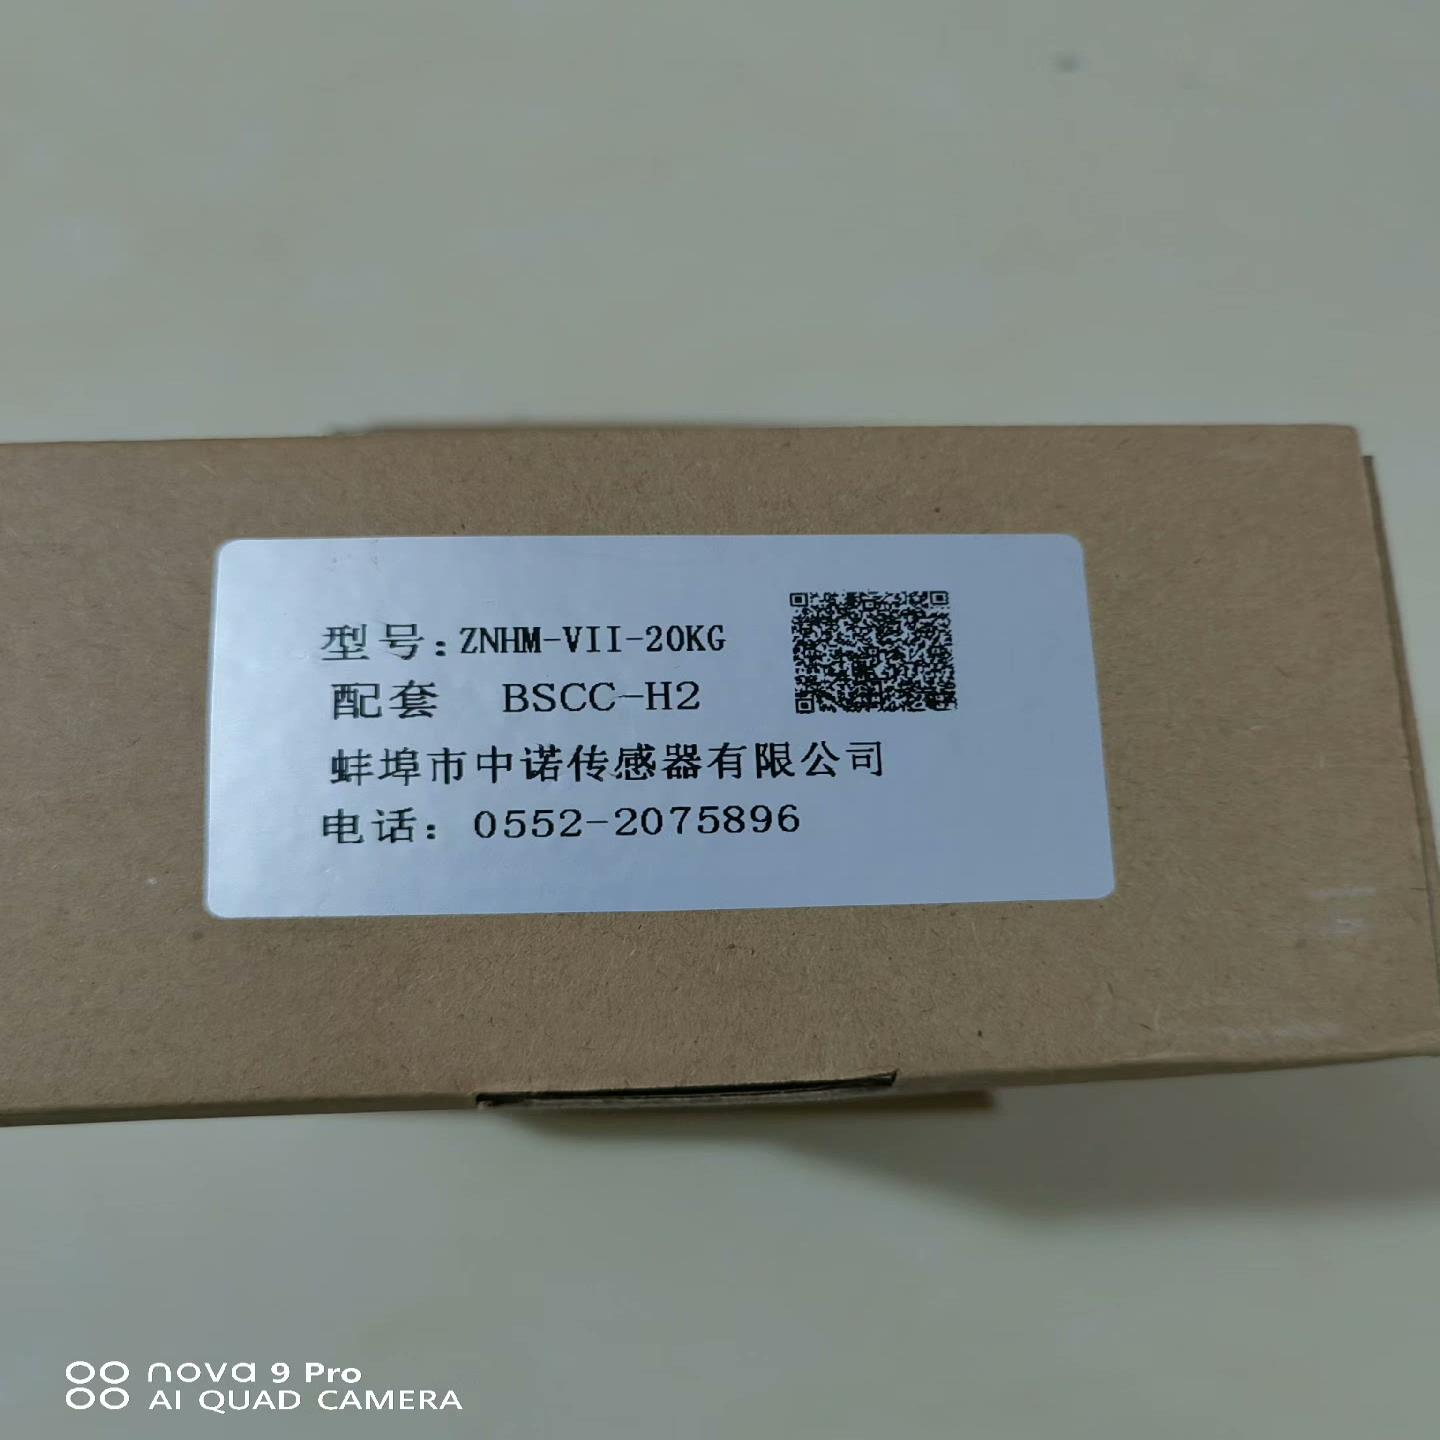 型号:ZNHM-VII-20KG
配套 BSCC-H2
蚌埠市中诺传感器有限公司
电话: 0552-2075896
nova 9 Pro
AI QUAD CAMERA